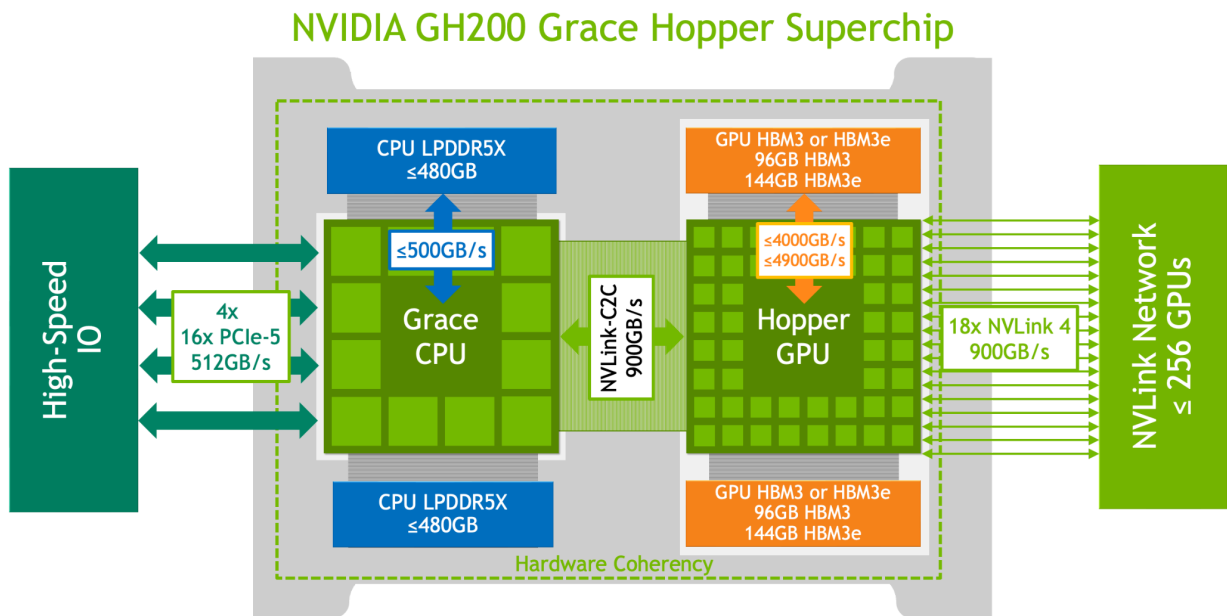 NVIDIA GH200 Grace Hopper Superchip
High-Speed
IO
4x
16x PCIe-5
512GB/s
CPU LPDDR5X
≤480GB
≤500GB/s
Grace
CPU
CPU LPDDR5X
≤480GB
NVLink-C2C
900GB/s
GPU HBM3 or HBM3e
96GB HBM3
144GB HBM3e
≤4000GB/s
≤4900GB/s
Hopper
GPU
GPU HBM3 or HBM3e
96GB HBM3
144GB HBM3e
18x NVLink 4
900GB/s
NVLink Network
≤ 256 GPUs
Hardware Coherency